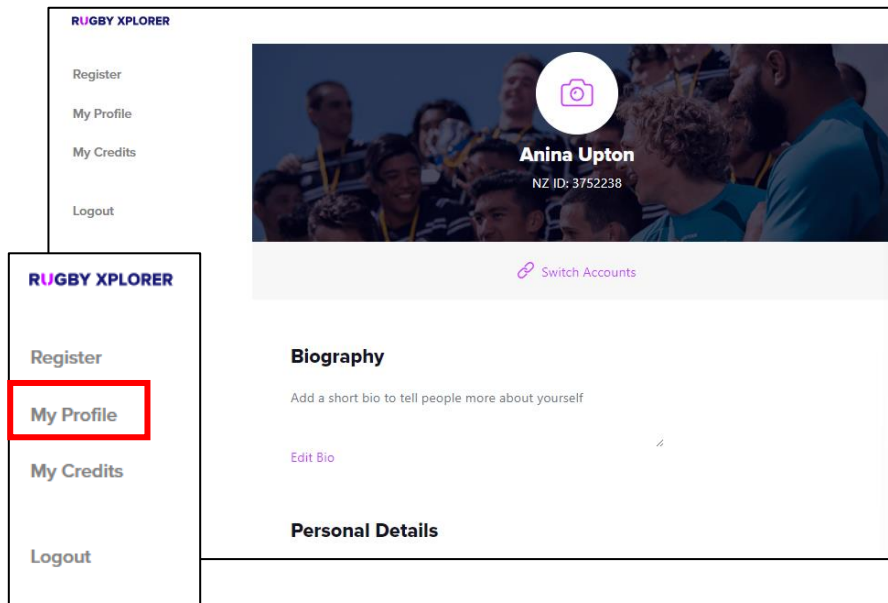 RUGBY XPLORER
Register
My Profile
My Credits
Logout
Anina Upton
NZ ID: 3752238
Switch Accounts
Biography
Add a short bio to tell people more about yourself
Edit Bio
Personal Details
RUGBY XPLORER
Register
My Profile
My Credits
Logout